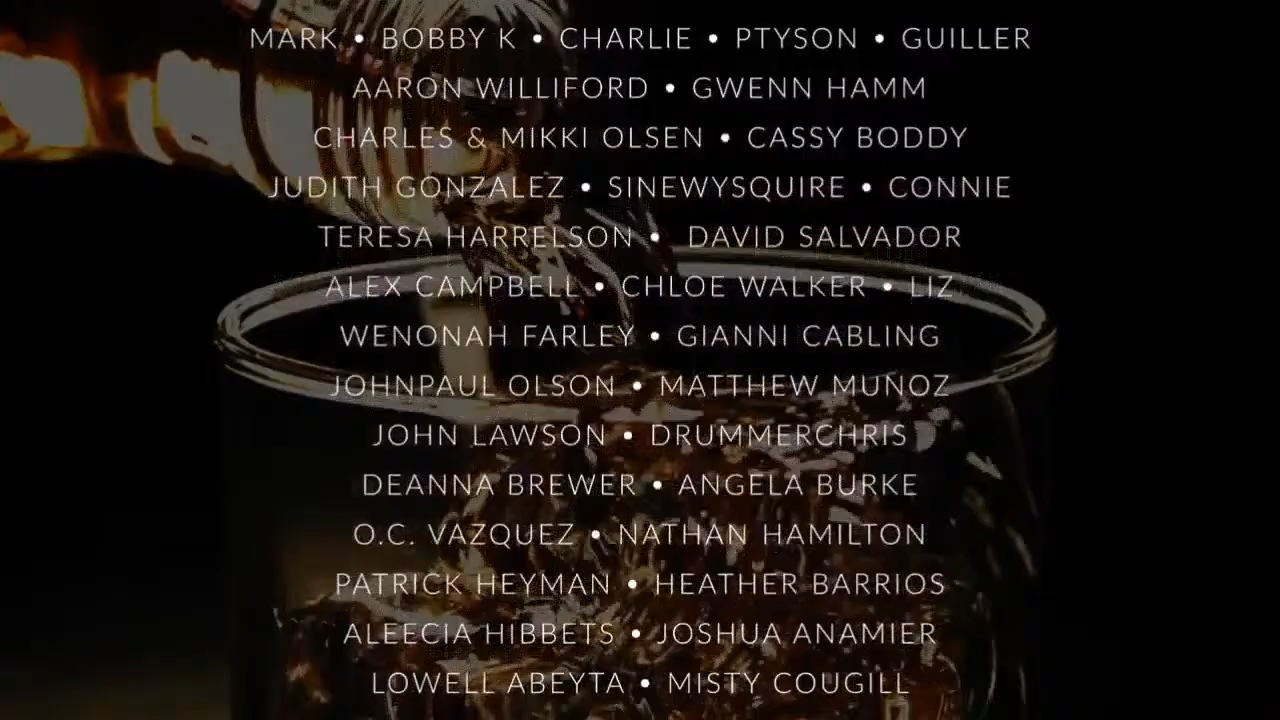 MARK • BOBBY K • CHARLIE • PTYSON • GUILLER
AARON WILLIFORD • GWENN HAMM
CHARLES & MIKKI OLSEN • CASSY BODDY
JUDITH GONZALEZ • SINEWYSQUIRE • CONNIE
TERESA HARRELSON • DAVID SALVADOR
ALEX CAMPBELL • CHLOE WALKER • LIZ
WENONAH FARLEY • GIANNI CABLING
JOHNPAUL OLSON • MATTHEW MUÑOZ
JOHN LAWSON • DRUMMERCHRIS
DEANNA BREWER • ANGELA BURKE
O.C. VAZQUEZ • NATHAN HAMILTON
PATRICK HEYMAN • HEATHER BARRIOS
ALEECIA HIBBETS • JOSHUA ANAMIER
LOWELL ABEYTA • MISTY COUGILL